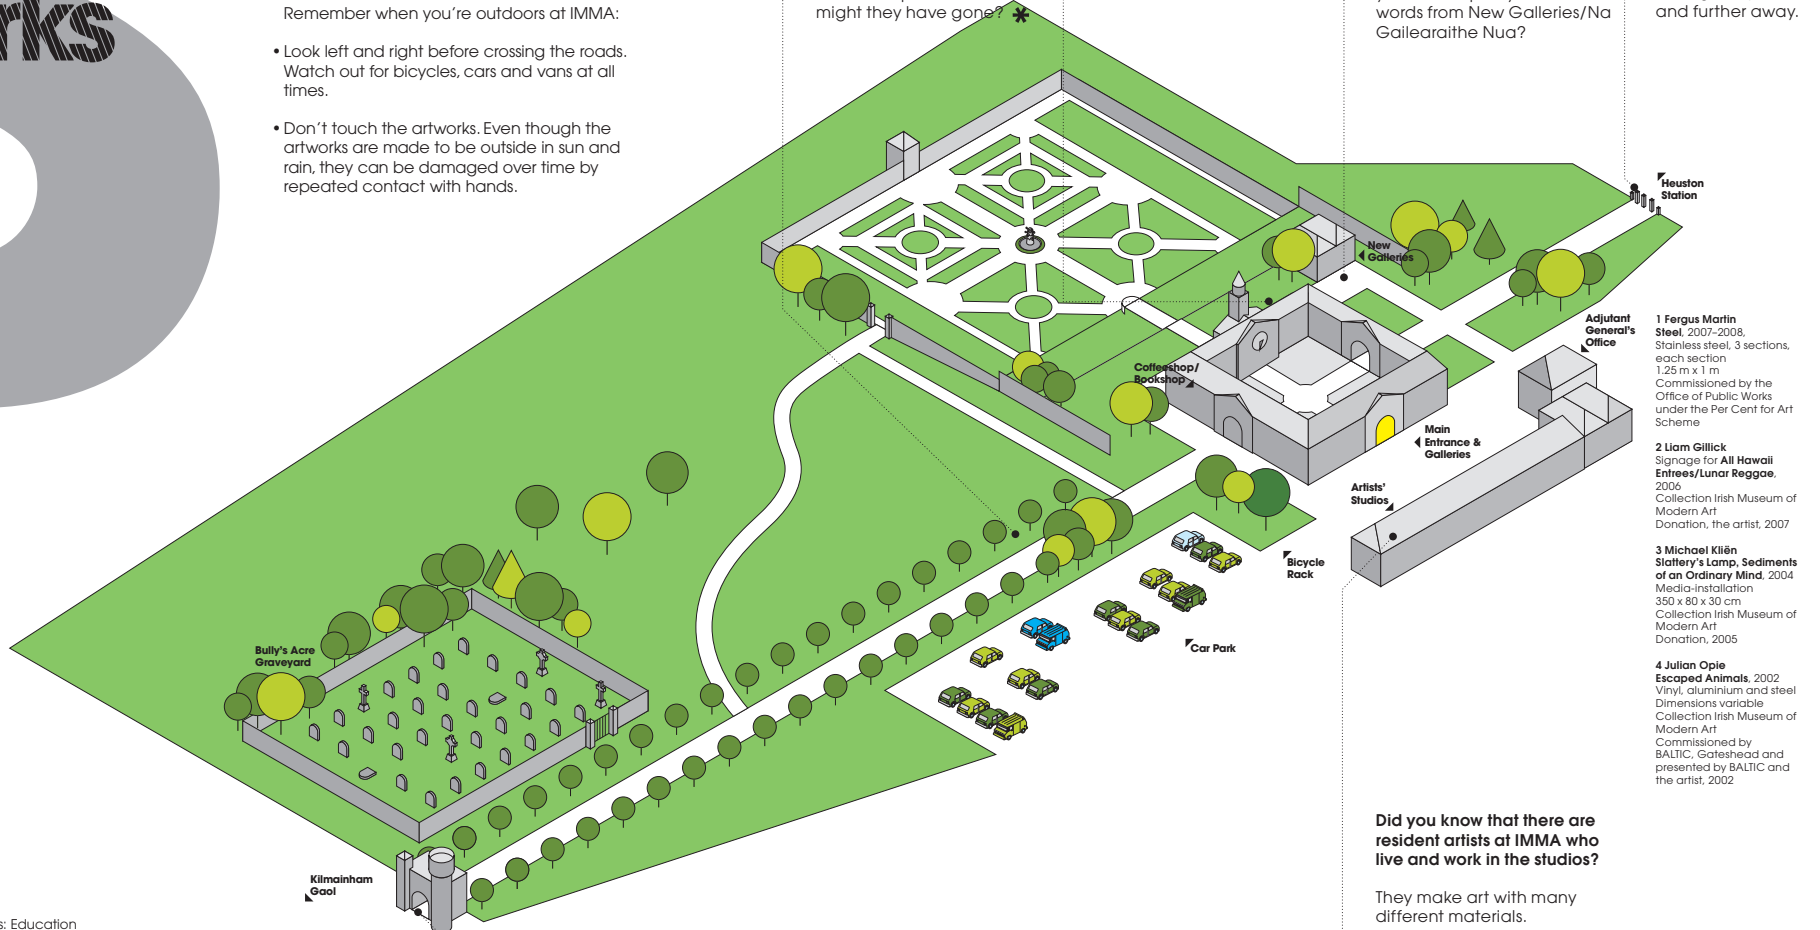 rks
Remember when you're outdoors at IMMA:
• Look left and right before crossing the roads.
Watch out for bicycles, cars and vans at all
times.
• Don't touch the artworks. Even though the
artworks are made to be outside in sun and
rain, they can be damaged over time by
repeated contact with hands.
might they have gone? *
words from New Galleries/Na
Gailearaithe Nua?
and further away.
Heuston
Station
New
Galleries
Adjutant
General's
Office
Coffeeshop/
Bookshop
Main
Entrance &
Galleries
Artists'
Studios
Bicycle
Rack
Car Park
Bully's Acre
Graveyard
Kilmainham
Gaol
1 Fergus Martin
Steel, 2007–2008,
Stainless steel, 3 sections,
each section
1.25 m x 1 m
Commissioned by the
Office of Public Works
under the Per Cent for Art
Scheme
2 Liam Gillick
Signage for All Hawaii
Entrees/Lunar Reggae,
2006
Collection Irish Museum of
Modern Art
Donation, the artist, 2007
3 Michael Kliën
Slattery's Lamp, Sediments
of an Ordinary Mind, 2004
Media-installation
350 x 80 x 30 cm
Collection Irish Museum of
Modern Art
Donation, 2005
4 Julian Opie
Escaped Animals, 2002
Vinyl, aluminium and steel
Dimensions variable
Collection Irish Museum of
Modern Art
Commissioned by
BALTIC, Gateshead and
presented by BALTIC and
the artist, 2002
Did you know that there are
resident artists at IMMA who
live and work in the studios?
They make art with many
different materials.
s: Education